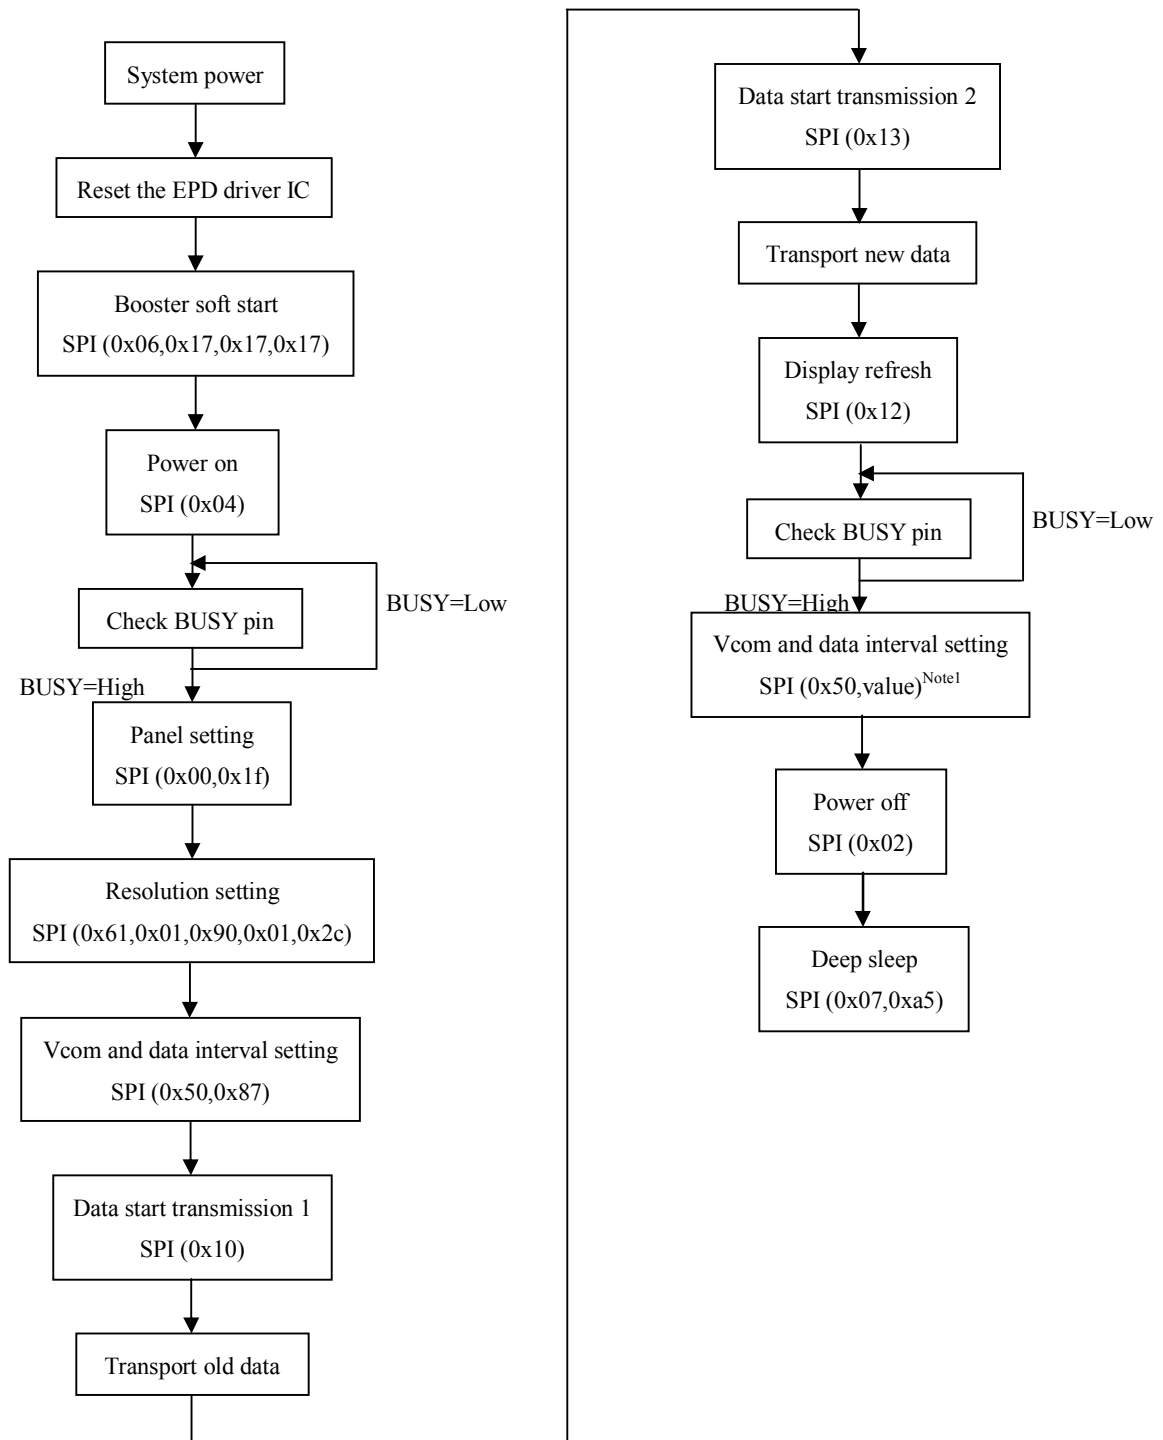 System power
Reset the EPD driver IC
Booster soft start
SPI (0x06,0x17,0x17,0x17)
Power on
SPI (0x04)
Check BUSY pin
BUSY=Low
BUSY=High
Panel setting
SPI (0x00,0x1f)
Resolution setting
SPI (0x61,0x01,0x90,0x01,0x2c)
Vcom and data interval setting
SPI (0x50,0x87)
Data start transmission 1
SPI (0x10)
Transport old data
Data start transmission 2
SPI (0x13)
Transport new data
Display refresh
SPI (0x12)
Check BUSY pin
BUSY=Low
BUSY=High
Vcom and data interval setting
SPI (0x50,value)Note1
Power off
SPI (0x02)
Deep sleep
SPI (0x07,0xa5)